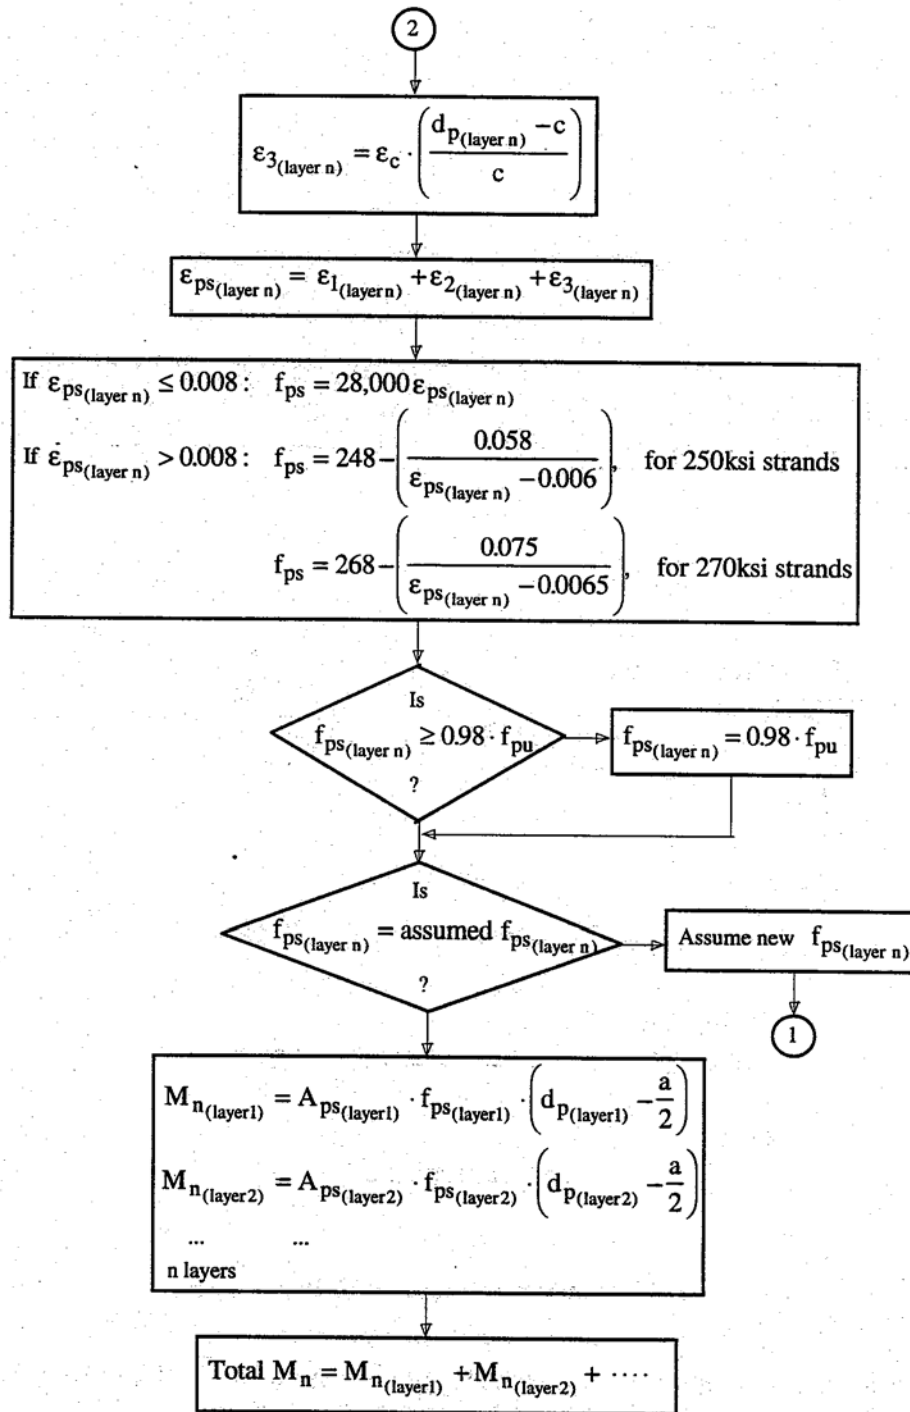 2
ε3(layer n) = εc · ( (dp(layer n) − c) / c )
εps(layer n) = ε1(layer n) + ε2(layer n) + ε3(layer n)
If εps(layer n) ≤ 0.008 : fps = 28,000 εps(layer n)
If εps(layer n) > 0.008 : fps = 248 − ( 0.058 / (εps(layer n) − 0.006) ), for 250ksi strands
fps = 268 − ( 0.075 / (εps(layer n) − 0.0065) ), for 270ksi strands
Is
fps(layer n) ≥ 0.98 · fpu
?
fps(layer n) = 0.98 · fpu
Is
fps(layer n) = assumed fps(layer n)
?
Assume new fps(layer n)
1
Mn(layer1) = Aps(layer1) · fps(layer1) · ( dp(layer1) − a/2 )
Mn(layer2) = Aps(layer2) · fps(layer2) · ( dp(layer2) − a/2 )
... ...
n layers
Total Mn = Mn(layer1) + Mn(layer2) + ····